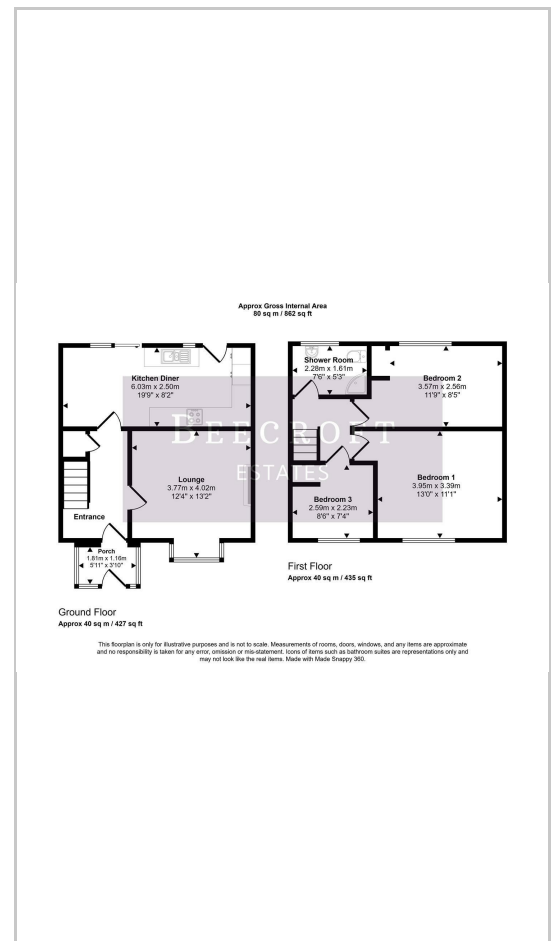 Approx Gross Internal Area
80 sq m / 862 sq ft
Kitchen Diner
6.03m x 2.50m
19'9" x 8'2"
Lounge
3.77m x 4.02m
12'4" x 13'2"
Entrance
Porch
1.81m x 1.16m
5'11" x 3'10"
Ground Floor
Approx 40 sq m / 427 sq ft
Shower Room
2.28m x 1.61m
7'6" x 5'3"
Bedroom 2
3.57m x 2.56m
11'9" x 8'5"
Bedroom 1
3.95m x 3.39m
13'0" x 11'1"
Bedroom 3
2.59m x 2.23m
8'6" x 7'4"
First Floor
Approx 40 sq m / 435 sq ft
BEECROFT
ESTATES
This floorplan is only for illustrative purposes and is not to scale. Measurements of rooms, doors, windows, and any items are approximate
and no responsibility is taken for any error, omission or mis-statement. Icons of items such as bathroom suites are representations only and
may not look like the real items. Made with Made Snappy 360.